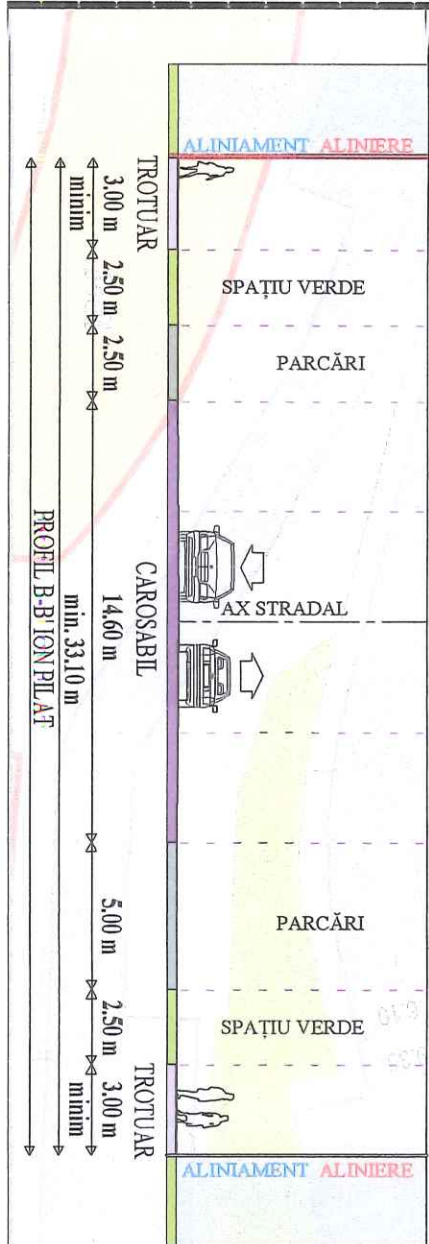 ALINIAMENT ALINIERE
TROTUAR
3.00 m
minim
SPAȚIU VERDE
2.50 m
PARCĂRI
2.50 m
CAROSABIL
14.60 m
AX STRADAL
min. 33.10 m
PROFIL B-B' ION PILAT
PARCĂRI
5.00 m
SPAȚIU VERDE
2.50 m
TROTUAR
3.00 m
minim
ALINIAMENT ALINIERE